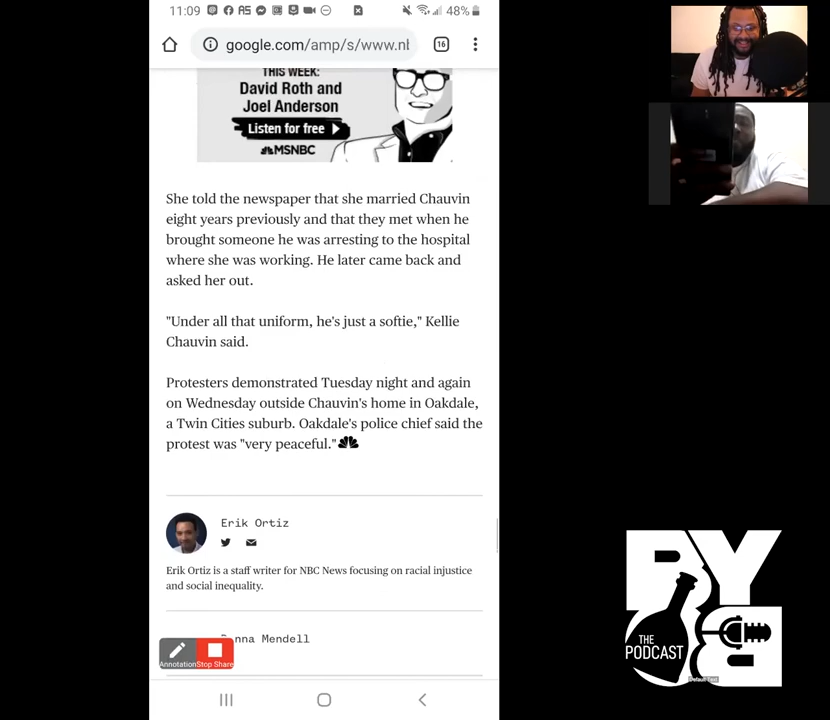 11:09
48%
google.com/amp/s/www.nb
16
THIS WEEK:
David Roth and
Joel Anderson
Listen for free
MSNBC
She told the newspaper that she married Chauvin
eight years previously and that they met when he
brought someone he was arresting to the hospital
where she was working. He later came back and
asked her out.
"Under all that uniform, he's just a softie," Kellie
Chauvin said.
Protesters demonstrated Tuesday night and again
on Wednesday outside Chauvin's home in Oakdale,
a Twin Cities suburb. Oakdale's police chief said the
protest was "very peaceful."
Erik Ortiz
Erik Ortiz is a staff writer for NBC News focusing on racial injustice
and social inequality.
nna Mendell
Annotation Stop Share
BYOB
THE
PODCAST
Default Text